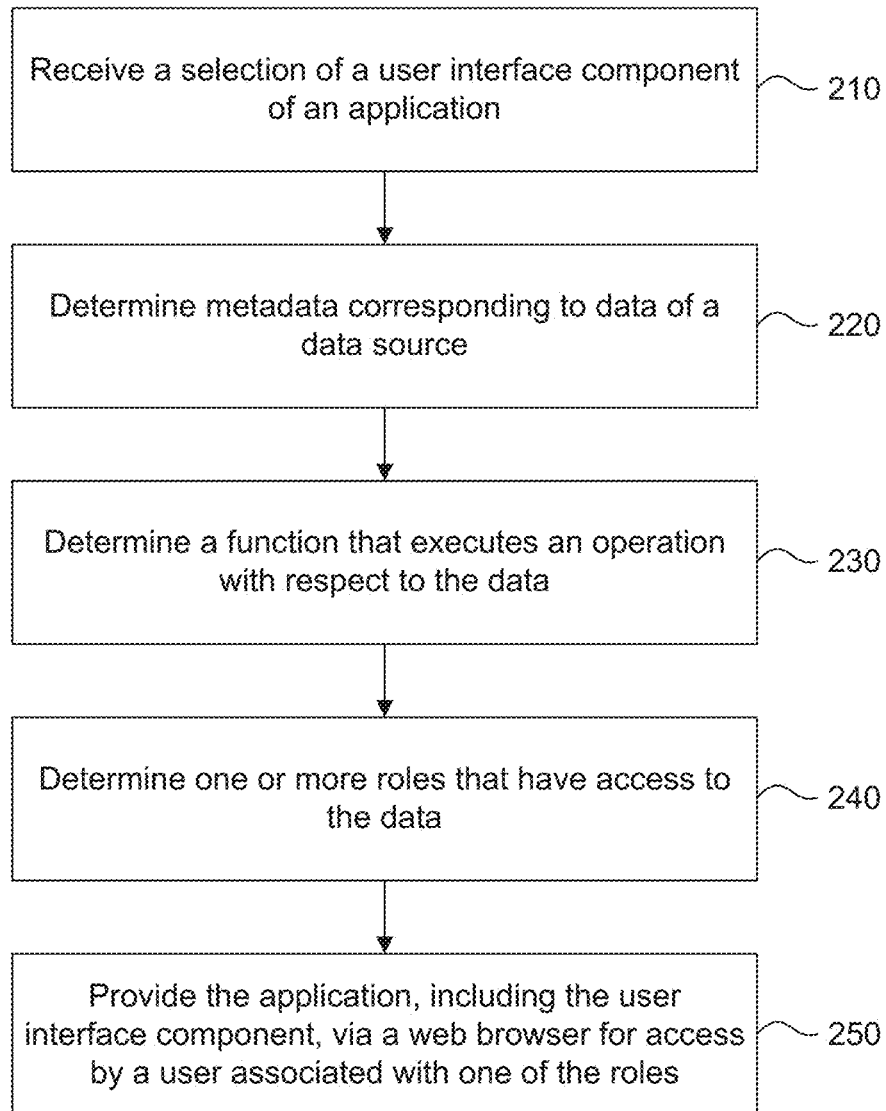 Receive a selection of a user interface component
of an application
210
Determine metadata corresponding to data of a
data source
220
Determine a function that executes an operation
with respect to the data
230
Determine one or more roles that have access to
the data
240
Provide the application, including the user
interface component, via a web browser for access
by a user associated with one of the roles
250